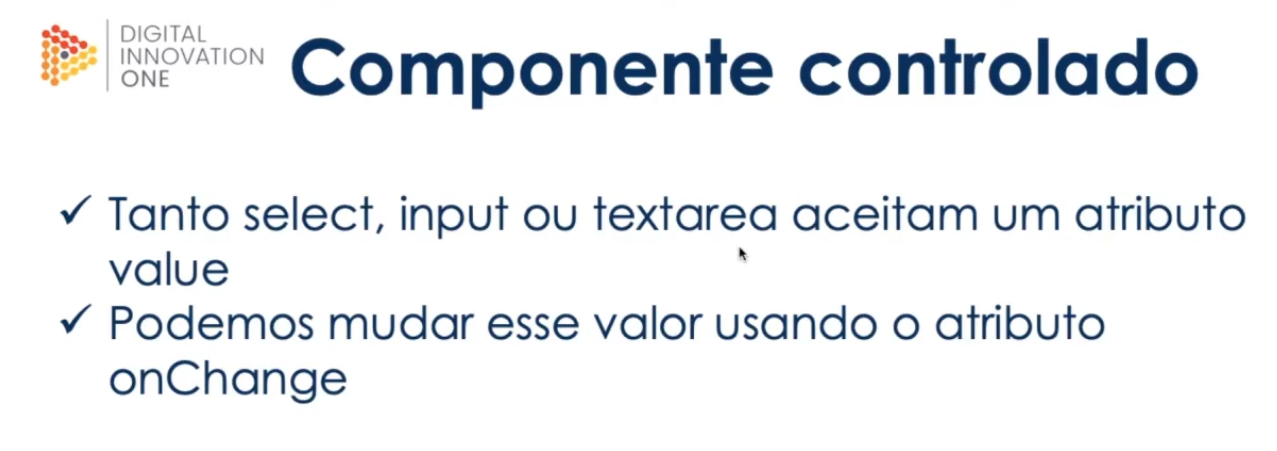 DIGITAL
INNOVATION
ONE
Componente controlado
✓ Tanto select, input ou textarea aceitam um atributo
value
✓ Podemos mudar esse valor usando o atributo
onChange